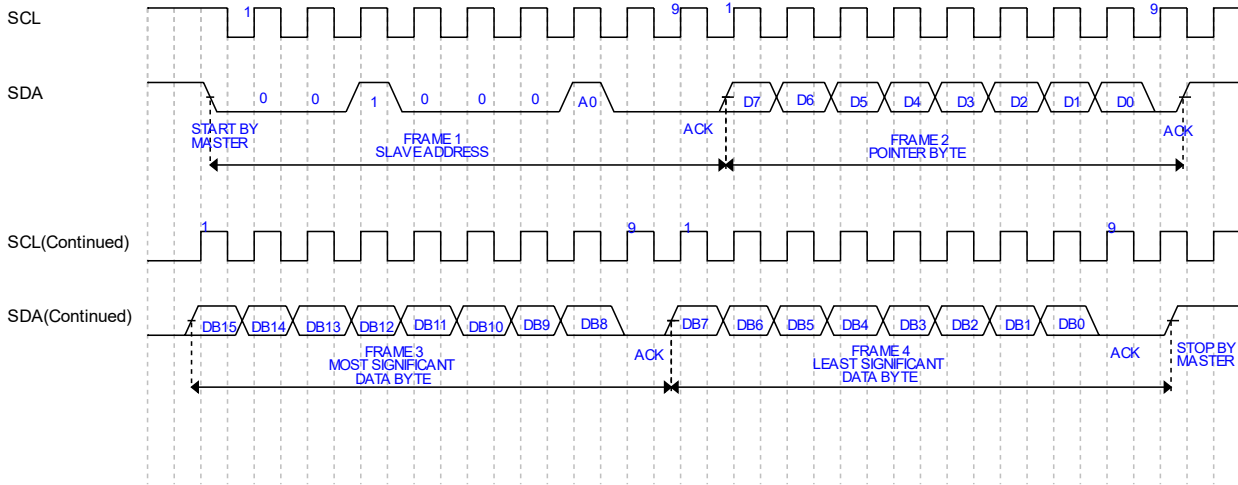 SCL
1
9
1
9
SDA
0
0
1
0
0
0
A0
D7
D6
D5
D4
D3
D2
D1
D0
START BY
MASTER
ACK
ACK
FRAME 1
SLAVE ADDRESS
FRAME 2
POINTER BYTE
SCL(Continued)
1
9
1
9
SDA(Continued)
DB15
DB14
DB13
DB12
DB11
DB10
DB9
DB8
DB7
DB6
DB5
DB4
DB3
DB2
DB1
DB0
FRAME 3
MOST SIGNIFICANT
DATA BYTE
ACK
FRAME 4
LEAST SIGNIFICANT
DATA BYTE
ACK
STOP BY
MASTER